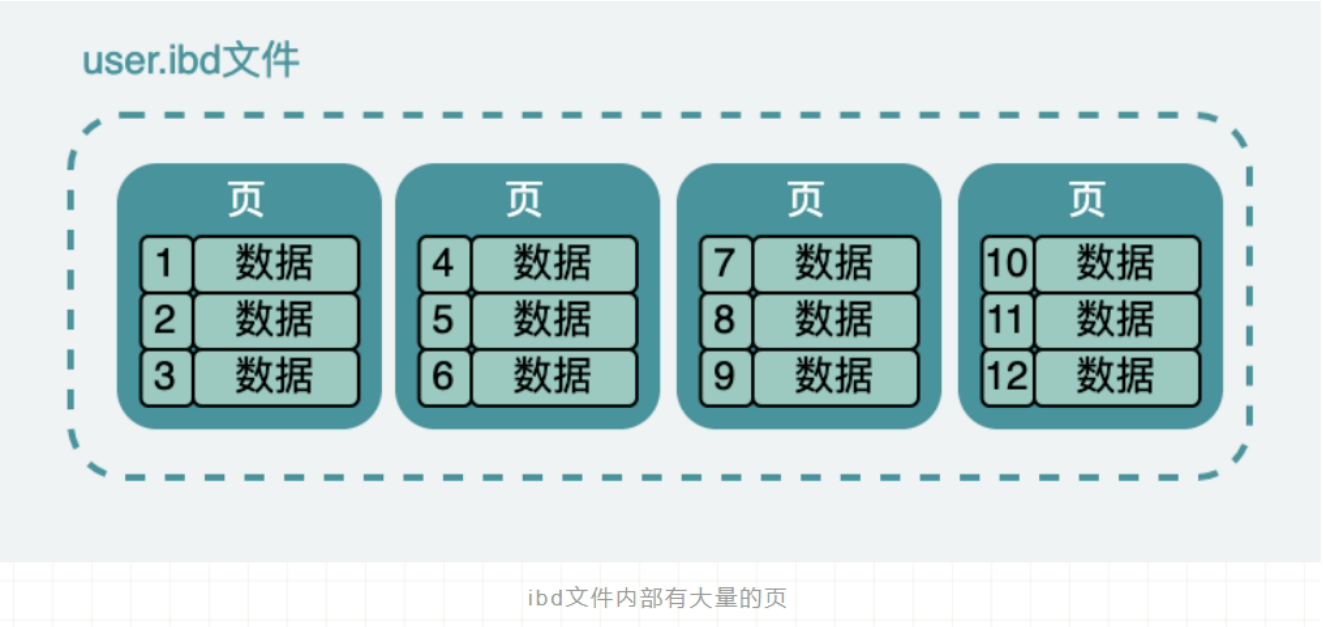 user.ibd文件
页 页 页 页
1 数据 4 数据 7 数据 10 数据
2 数据 5 数据 8 数据 11 数据
3 数据 6 数据 9 数据 12 数据
ibd文件内部有大量的页